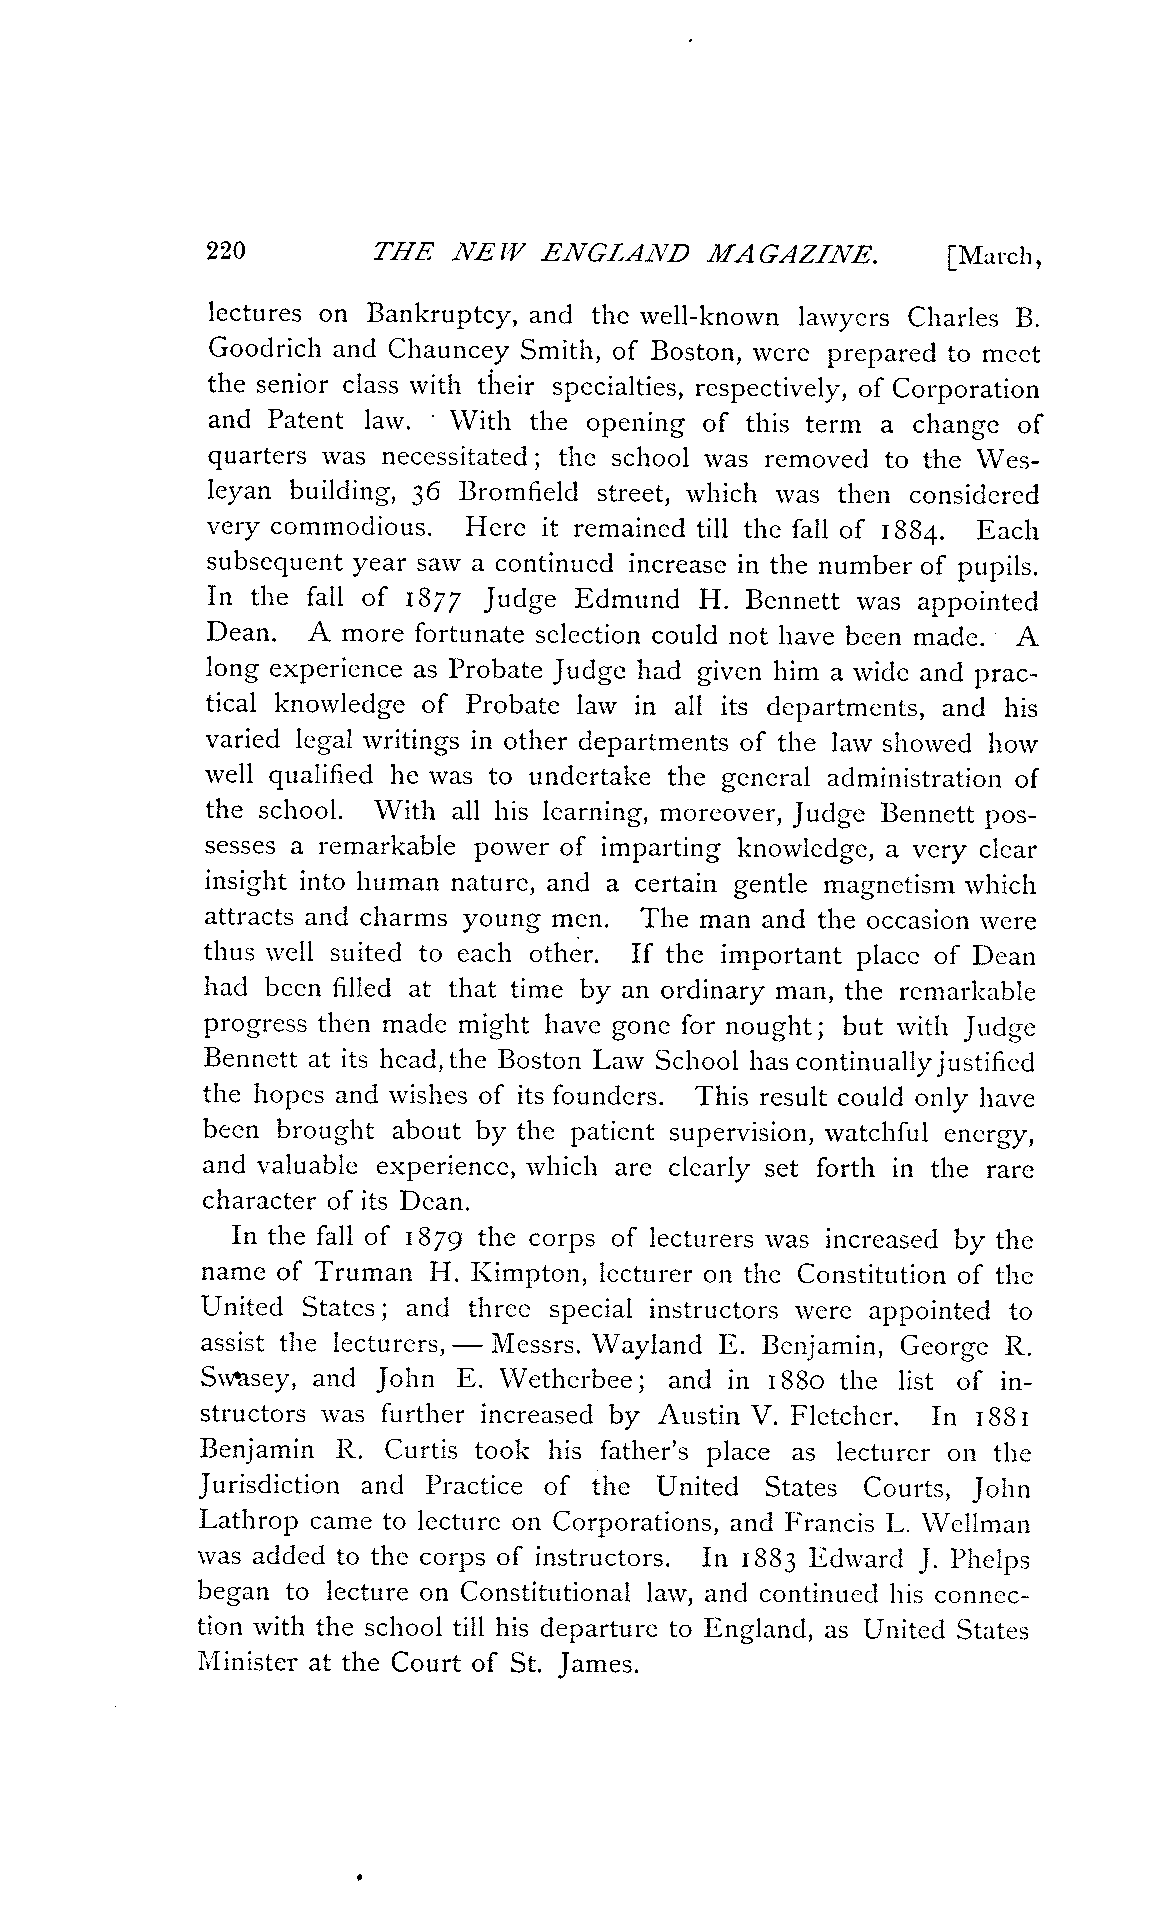 220 THE NEW ENGLAND MAGAZINE. [March,
lectures on Bankruptcy, and the well-known lawyers Charles B.
Goodrich and Chauncey Smith, of Boston, were prepared to meet
the senior class with their specialties, respectively, of Corporation
and Patent law. With the opening of this term a change of
quarters was necessitated; the school was removed to the Wes-
leyan building, 36 Bromfield street, which was then considered
very commodious. Here it remained till the fall of 1884. Each
subsequent year saw a continued increase in the number of pupils.
In the fall of 1877 Judge Edmund H. Bennett was appointed
Dean. A more fortunate selection could not have been made. A
long experience as Probate Judge had given him a wide and prac-
tical knowledge of Probate law in all its departments, and his
varied legal writings in other departments of the law showed how
well qualified he was to undertake the general administration of
the school. With all his learning, moreover, Judge Bennett pos-
sesses a remarkable power of imparting knowledge, a very clear
insight into human nature, and a certain gentle magnetism which
attracts and charms young men. The man and the occasion were
thus well suited to each other. If the important place of Dean
had been filled at that time by an ordinary man, the remarkable
progress then made might have gone for nought; but with Judge
Bennett at its head, the Boston Law School has continually justified
the hopes and wishes of its founders. This result could only have
been brought about by the patient supervision, watchful energy,
and valuable experience, which are clearly set forth in the rare
character of its Dean.
In the fall of 1879 the corps of lecturers was increased by the
name of Truman H. Kimpton, lecturer on the Constitution of the
United States; and three special instructors were appointed to
assist the lecturers, — Messrs. Wayland E. Benjamin, George R.
Swasey, and John E. Wetherbee; and in 1880 the list of in-
structors was further increased by Austin V. Fletcher. In 1881
Benjamin R. Curtis took his father's place as lecturer on the
Jurisdiction and Practice of the United States Courts, John
Lathrop came to lecture on Corporations, and Francis L. Wellman
was added to the corps of instructors. In 1883 Edward J. Phelps
began to lecture on Constitutional law, and continued his connec-
tion with the school till his departure to England, as United States
Minister at the Court of St. James.